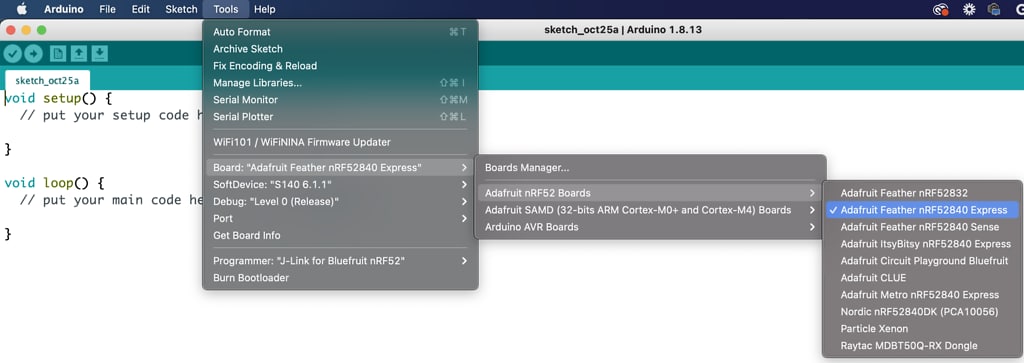 Arduino File Edit Sketch Tools Help
sketch_oct25a | Arduino 1.8.13
sketch_oct25a
void setup() {
// put your setup code h
}
void loop() {
// put your main code he
}
Auto Format ⌘T
Archive Sketch
Fix Encoding & Reload
Manage Libraries... ⇧⌘I
Serial Monitor ⇧⌘M
Serial Plotter ⇧⌘L
WiFi101 / WiFiNINA Firmware Updater
Board: "Adafruit Feather nRF52840 Express"
SoftDevice: "S140 6.1.1"
Debug: "Level 0 (Release)"
Port
Get Board Info
Programmer: "J-Link for Bluefruit nRF52"
Burn Bootloader
Boards Manager...
Adafruit nRF52 Boards
Adafruit SAMD (32-bits ARM Cortex-M0+ and Cortex-M4) Boards
Arduino AVR Boards
Adafruit Feather nRF52832
✓ Adafruit Feather nRF52840 Express
Adafruit Feather nRF52840 Sense
Adafruit ItsyBitsy nRF52840 Express
Adafruit Circuit Playground Bluefruit
Adafruit CLUE
Adafruit Metro nRF52840 Express
Nordic nRF52840DK (PCA10056)
Particle Xenon
Raytac MDBT50Q-RX Dongle